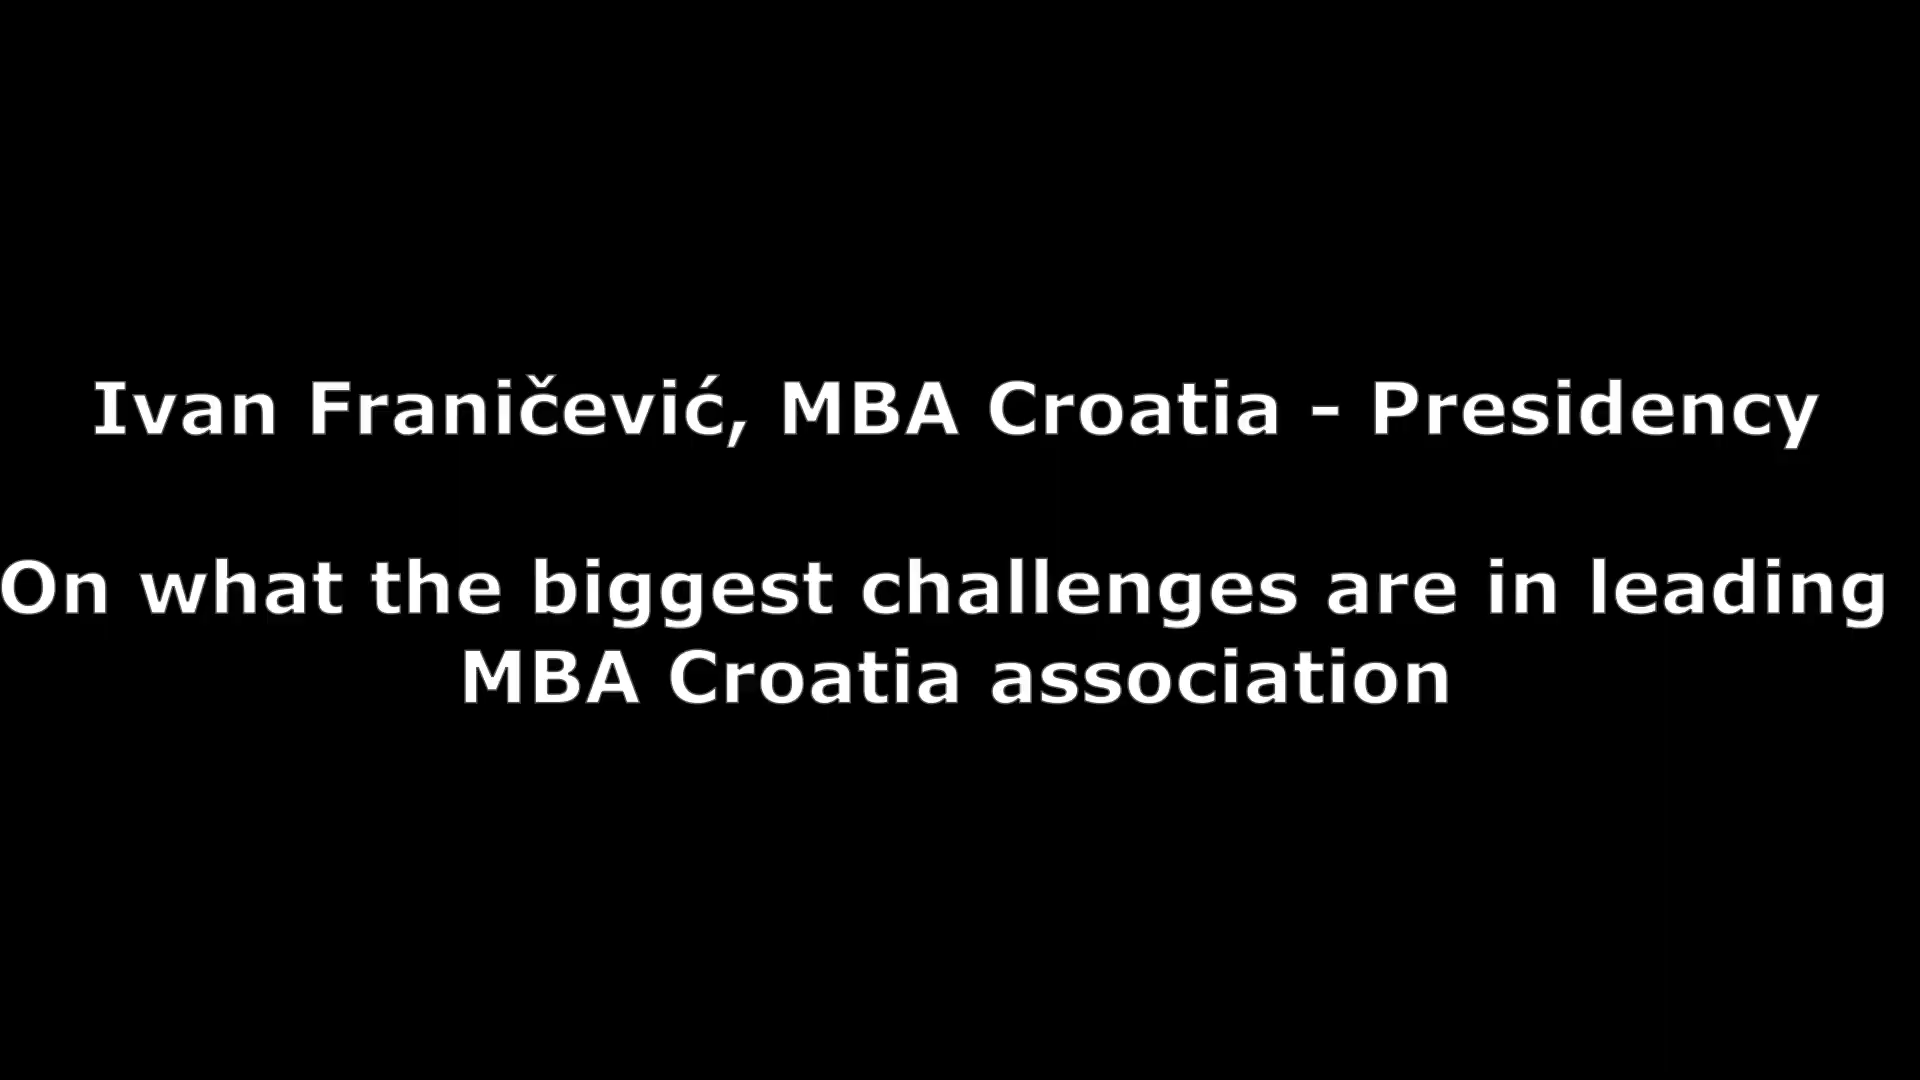 Ivan Franičević, MBA Croatia - Presidency
On what the biggest challenges are in leading
MBA Croatia association